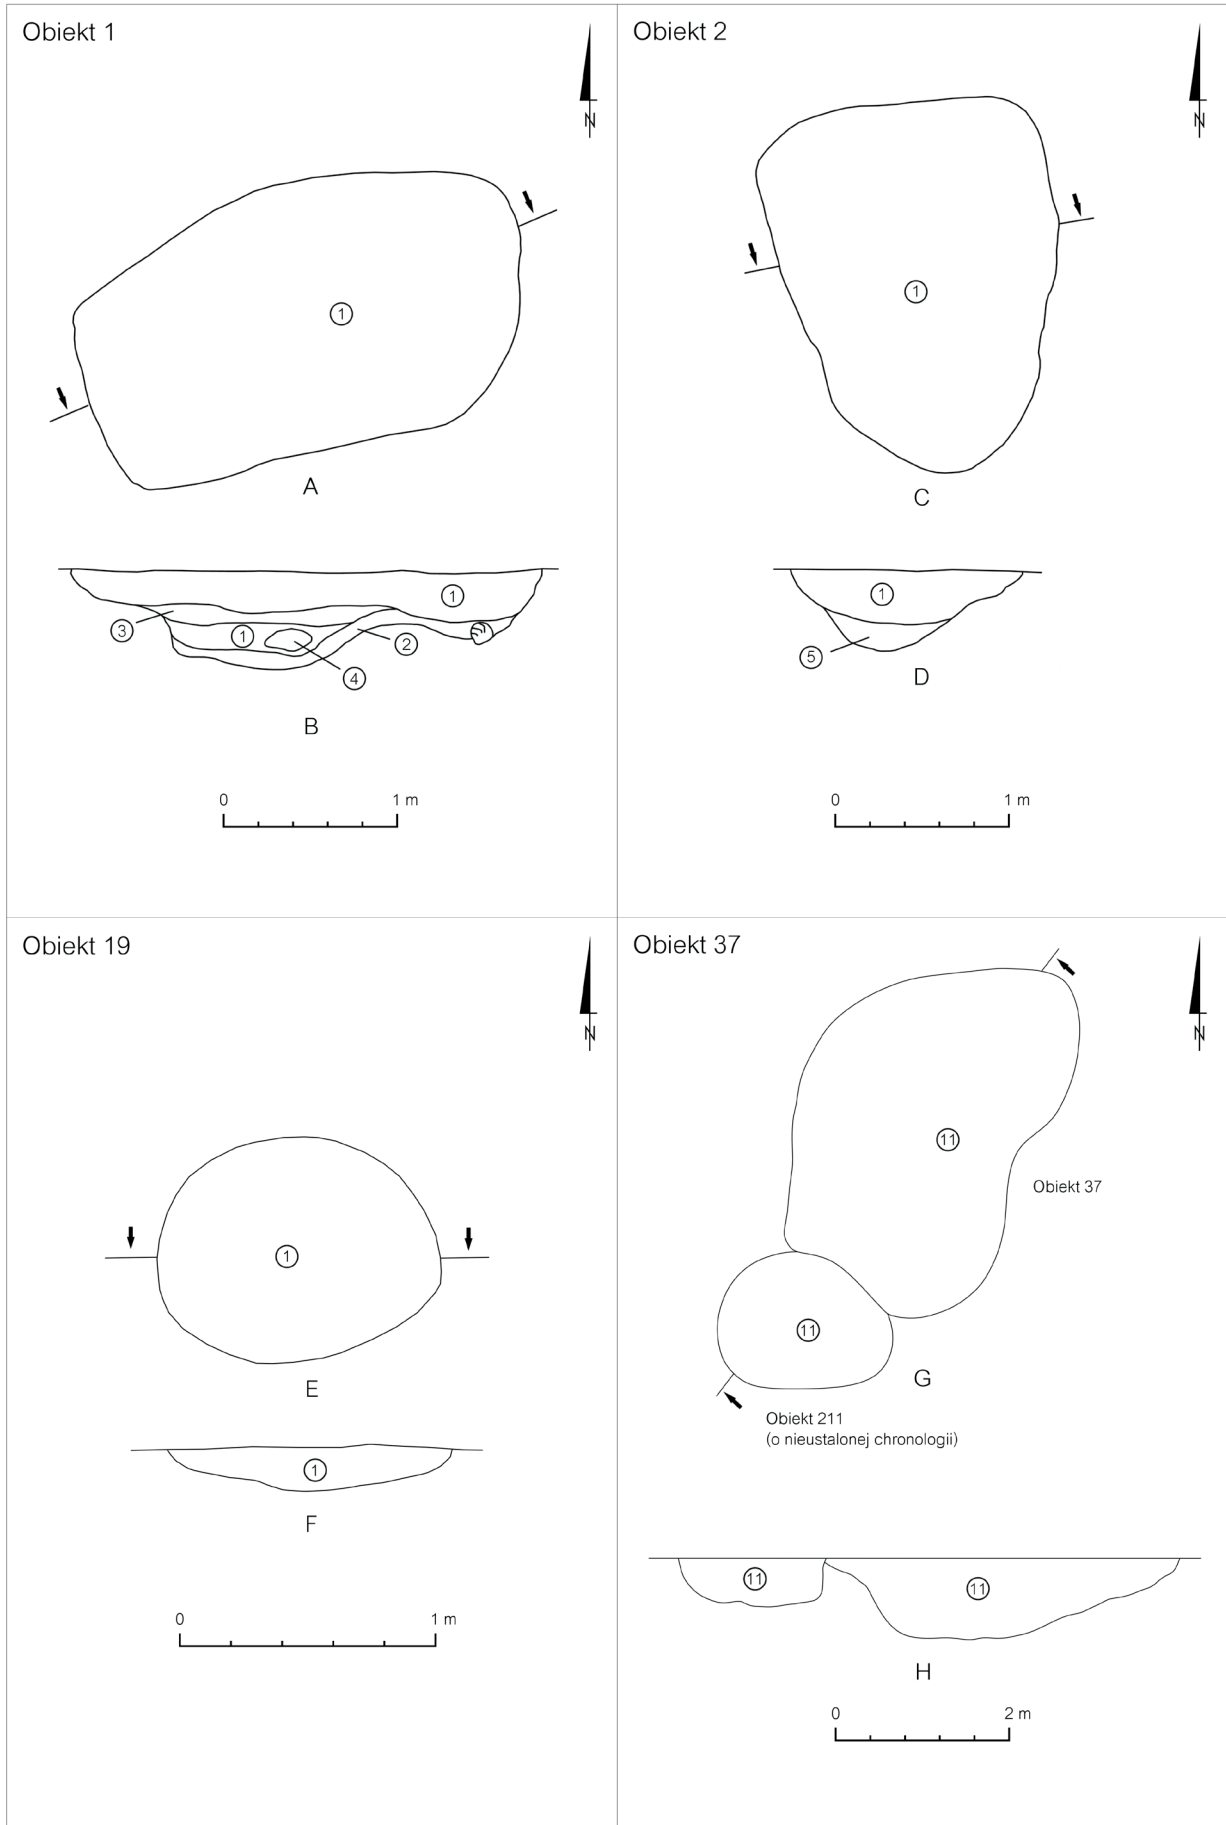 Obiekt 1
N
1
A
1
3
1
2
4
B
0 1 m
Obiekt 2
N
1
C
1
5
D
0 1 m
Obiekt 19
N
1
E
1
F
0 1 m
Obiekt 37
N
11
Obiekt 37
11
G
Obiekt 211
(o nieustalonej chronologii)
11 11
H
0 2 m